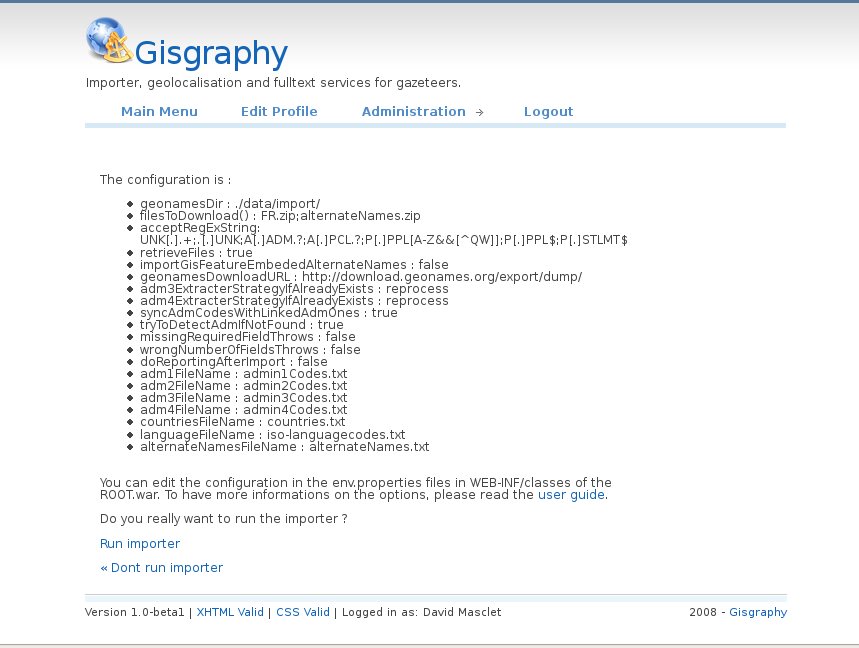 Gisgraphy
Importer, geolocalisation and fulltext services for gazeteers.
Main Menu Edit Profile Administration → Logout
The configuration is :
geonamesDir : ./data/import/
filesToDownload() : FR.zip;alternateNames.zip
acceptRegExString:
UNK[.].+;.[.]UNK;A[.]ADM.?;A[.]PCL.?;P[.]PPL[A-Z&&[^QW]];P[.]PPL$;P[.]STLMT$
retrieveFiles : true
importGisFeatureEmbededAlternateNames : false
geonamesDownloadURL : http://download.geonames.org/export/dump/
adm3ExtracterStrategyIfAlreadyExists : reprocess
adm4ExtracterStrategyIfAlreadyExists : reprocess
syncAdmCodesWithLinkedAdmOnes : true
tryToDetectAdmIfNotFound : true
missingRequiredFieldThrows : false
wrongNumberOfFieldsThrows : false
doReportingAfterImport : false
adm1FileName : admin1Codes.txt
adm2FileName : admin2Codes.txt
adm3FileName : admin3Codes.txt
adm4FileName : admin4Codes.txt
countriesFileName : countries.txt
languageFileName : iso-languagecodes.txt
alternateNamesFileName : alternateNames.txt
You can edit the configuration in the env.properties files in WEB-INF/classes of the
ROOT.war. To have more informations on the options, please read the user guide.
Do you really want to run the importer ?
Run importer
« Dont run importer
Version 1.0-beta1 | XHTML Valid | CSS Valid | Logged in as: David Masclet 2008 - Gisgraphy